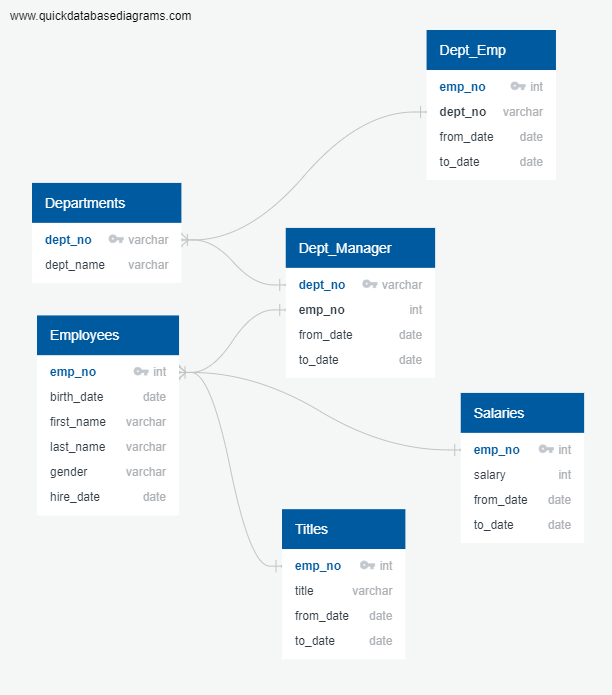 www.quickdatabasediagrams.com
Dept_Emp
emp_no int
dept_no varchar
from_date date
to_date date
Departments
dept_no varchar
dept_name varchar
Dept_Manager
dept_no varchar
emp_no int
from_date date
to_date date
Employees
emp_no int
birth_date date
first_name varchar
last_name varchar
gender varchar
hire_date date
Salaries
emp_no int
salary int
from_date date
to_date date
Titles
emp_no int
title varchar
from_date date
to_date date